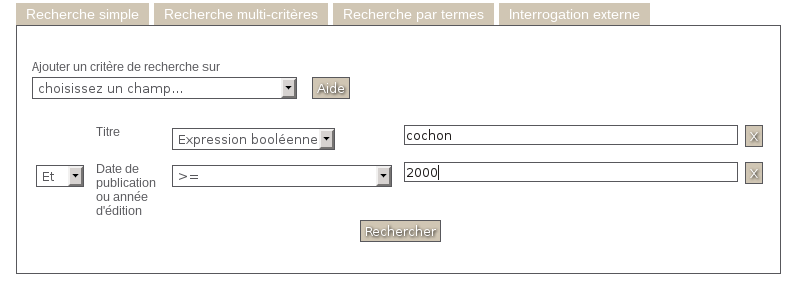 Recherche simple Recherche multi-critères Recherche par termes Interrogation externe
Ajouter un critère de recherche sur
choisissez un champ... Aide
Titre Expression booléenne cochon x
Et Date de publication ou année d'édition >= 2000 x
Rechercher